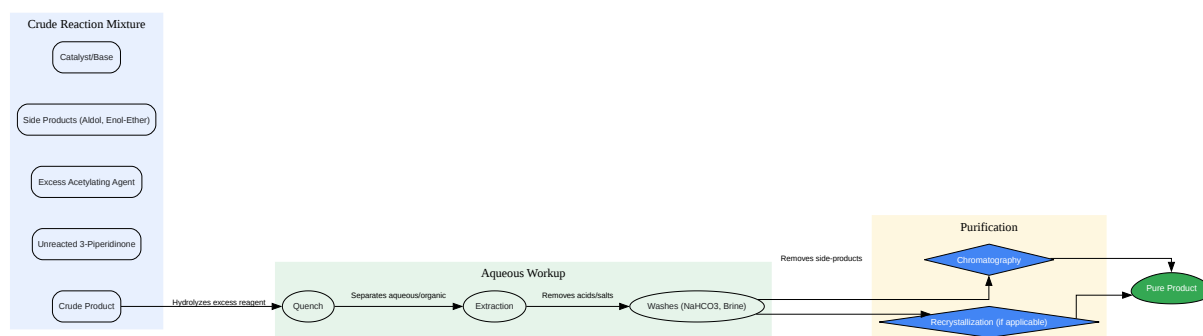 Crude Reaction Mixture
Catalyst/Base
Side Products (Aldol, Enol-Ether)
Excess Acetylating Agent
Unreacted 3-Piperidinone
Crude Product
Hydrolyzes excess reagent
Aqueous Workup
Quench
Separates aqueous/organic
Extraction
Removes acids/salts
Washes (NaHCO3, Brine)
Removes side-products
Purification
Chromatography
Recrystallization (if applicable)
Pure Product